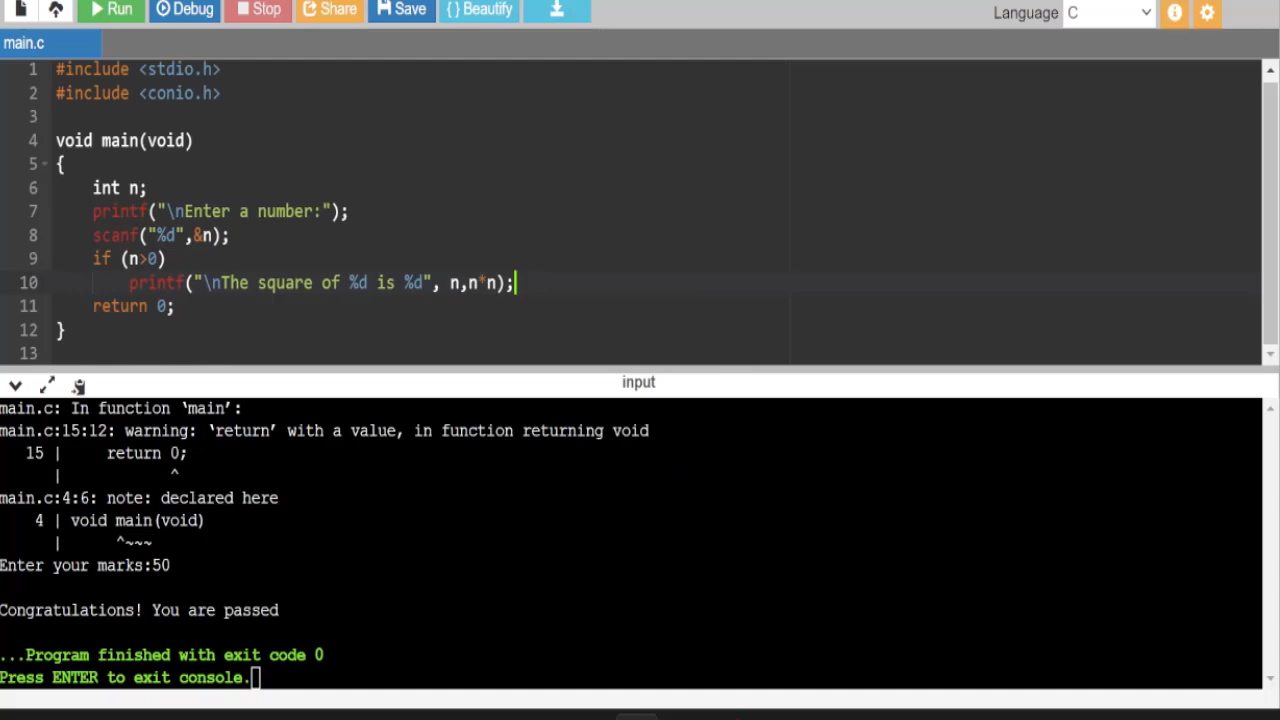 Run Debug Stop Share Save { } Beautify Language C
main.c
1 #include <stdio.h>
2 #include <conio.h>
3
4 void main(void)
5 {
6     int n;
7     printf("\nEnter a number:");
8     scanf("%d",&n);
9     if (n>0)
10         printf("\nThe square of %d is %d", n,n*n);
11     return 0;
12 }
13
input
main.c: In function ‘main’:
main.c:15:12: warning: ‘return’ with a value, in function returning void
   15 |     return 0;
      |            ^
main.c:4:6: note: declared here
    4 | void main(void)
      |      ^~~~
Enter your marks:50
Congratulations! You are passed
...Program finished with exit code 0
Press ENTER to exit console.